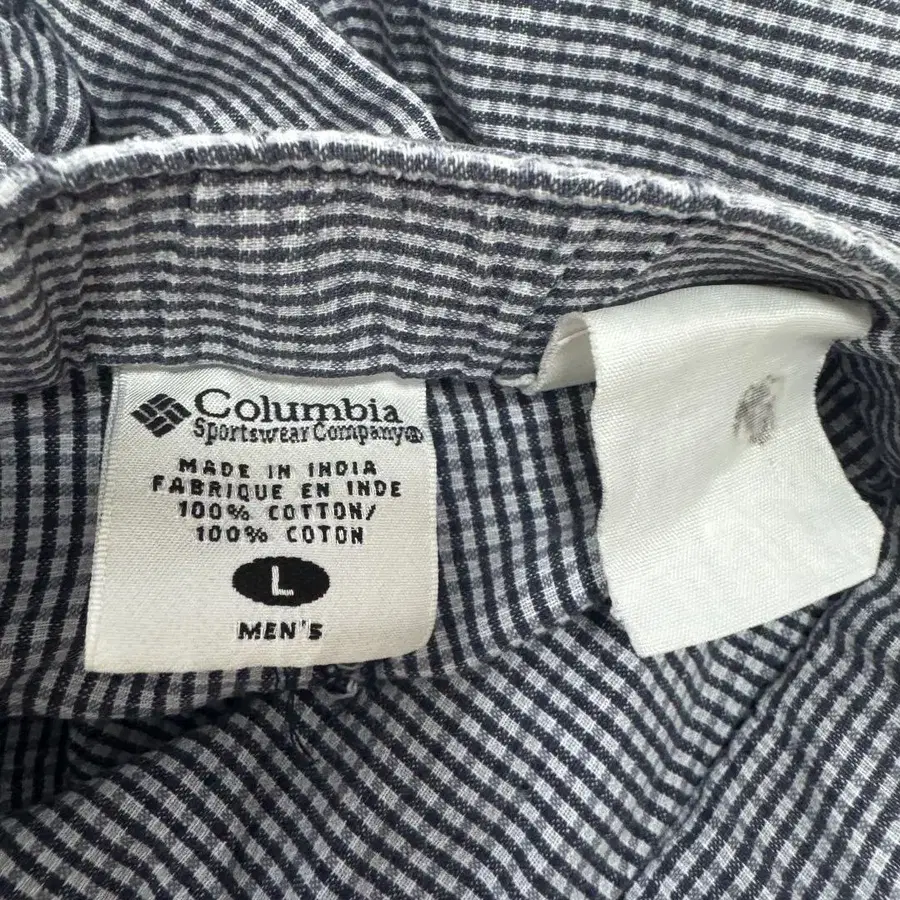 Columbia
Sportswear Company®
MADE IN INDIA
FABRIQUE EN INDE
100% COTTON/
100% COTON
L
MEN'S